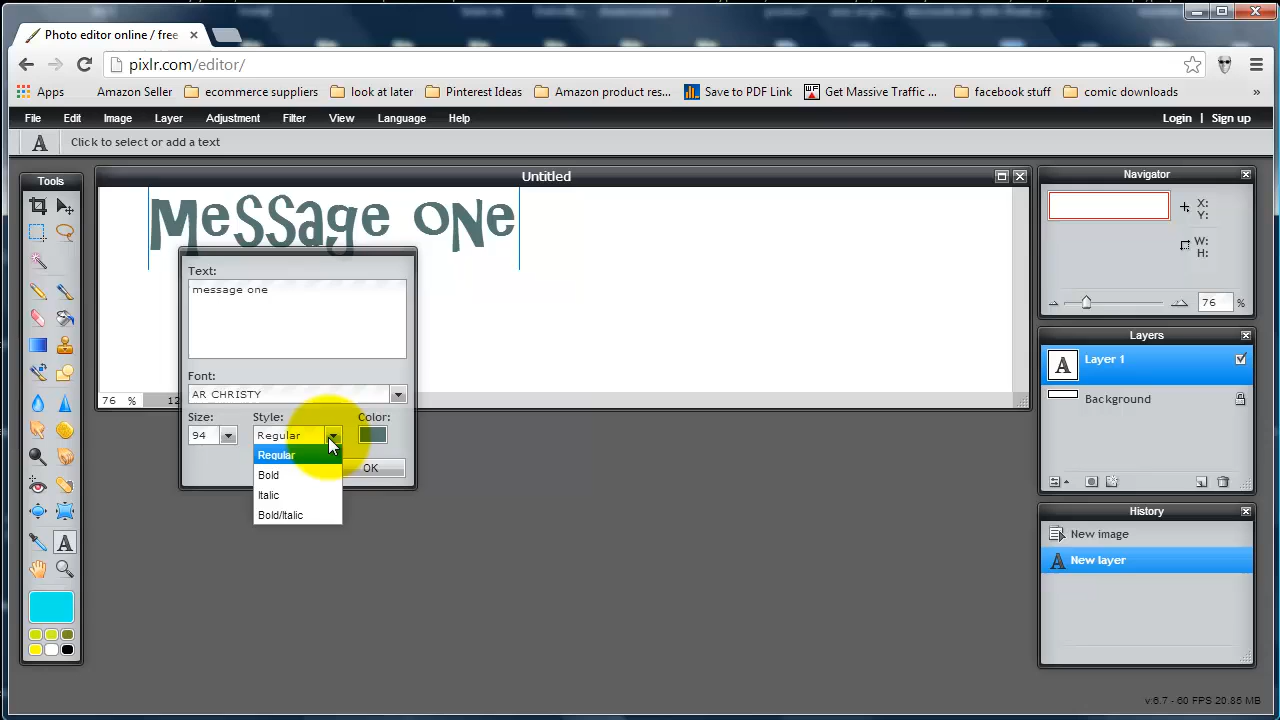 Photo editor online / free
pixlr.com/editor/
Apps Amazon Seller ecommerce suppliers look at later Pinterest Ideas Amazon product res... Save to PDF Link Get Massive Traffic ... facebook stuff comic downloads »
File Edit Image Layer Adjustment Filter View Language Help Login | Sign up
A Click to select or add a text
Tools
Untitled
Message one
76 % 12
Text:
message one
Font:
AR CHRISTY
Size: Style: Color:
94 Regular
Regular
Bold
Italic
Bold/Italic
OK
Navigator
X:
Y:
W:
H:
76 %
Layers
A Layer 1
Background
History
New image
A New layer
A
v:6.7 - 60 FPS 20.85 MB